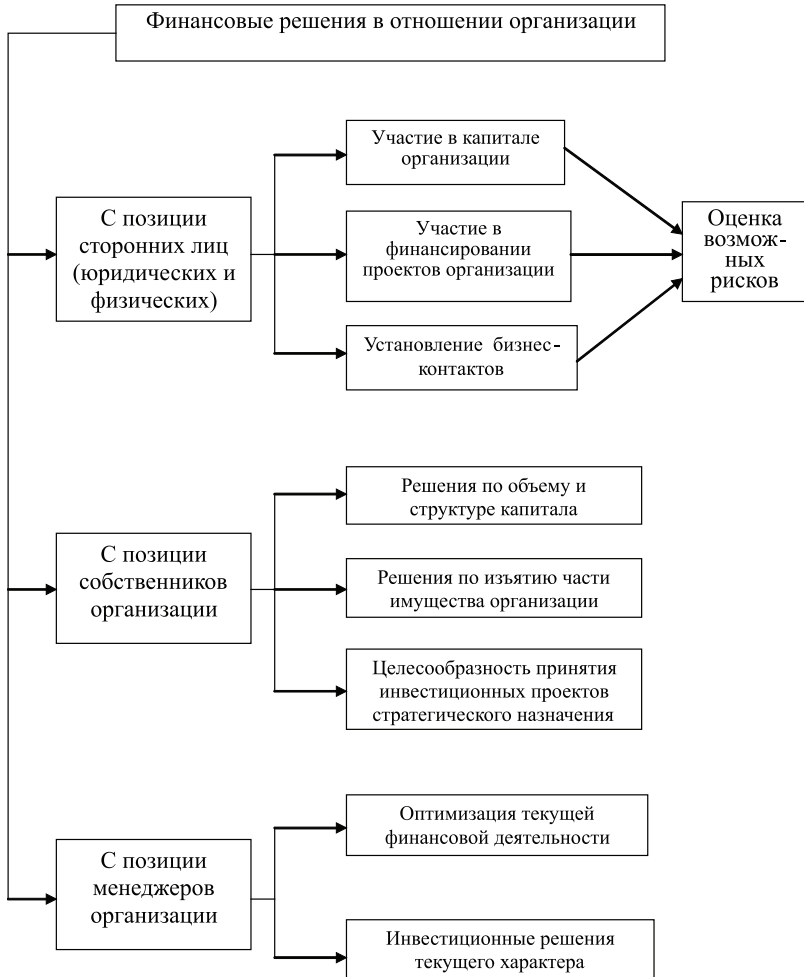 Финансовые решения в отношении организации
С позиции
сторонних лиц
(юридических и
физических)
Участие в капитале
организации
Участие в
финансировании
проектов организации
Установление бизнес-
контактов
Оценка
возмож-
ных
рисков
С позиции
собственников
организации
Решения по объему и
структуре капитала
Решения по изъятию части
имущества организации
Целесообразность принятия
инвестиционных проектов
стратегического назначения
С позиции
менеджеров
организации
Оптимизация текущей
финансовой деятельности
Инвестиционные решения
текущего характера